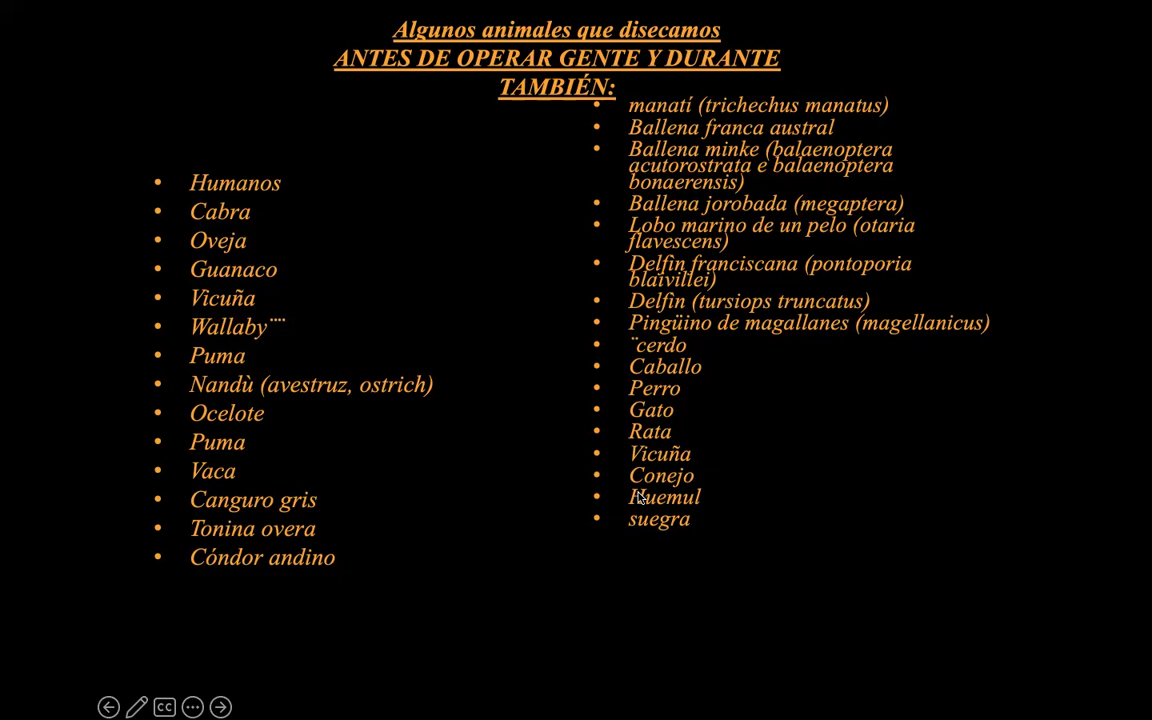 Algunos animales que disecamos
ANTES DE OPERAR GENTE Y DURANTE
TAMBIÉN:
• Humanos
• Cabra
• Oveja
• Guanaco
• Vicuña
• Wallaby¨¨
• Puma
• Nandù (avestruz, ostrich)
• Ocelote
• Puma
• Vaca
• Canguro gris
• Tonina overa
• Cóndor andino
• manatí (trichechus manatus)
• Ballena franca austral
• Ballena minke (balaenoptera
acutorostrata e balaenoptera
bonaerensis)
• Ballena jorobada (megaptera)
• Lobo marino de un pelo (otaria
flavescens)
• Delfin franciscana (pontoporia
blaivillei)
• Delfin (tursiops truncatus)
• Pingüino de magallanes (magellanicus)
• ¨cerdo
• Caballo
• Perro
• Gato
• Rata
• Vicuña
• Conejo
• Huemul
• suegra
CC